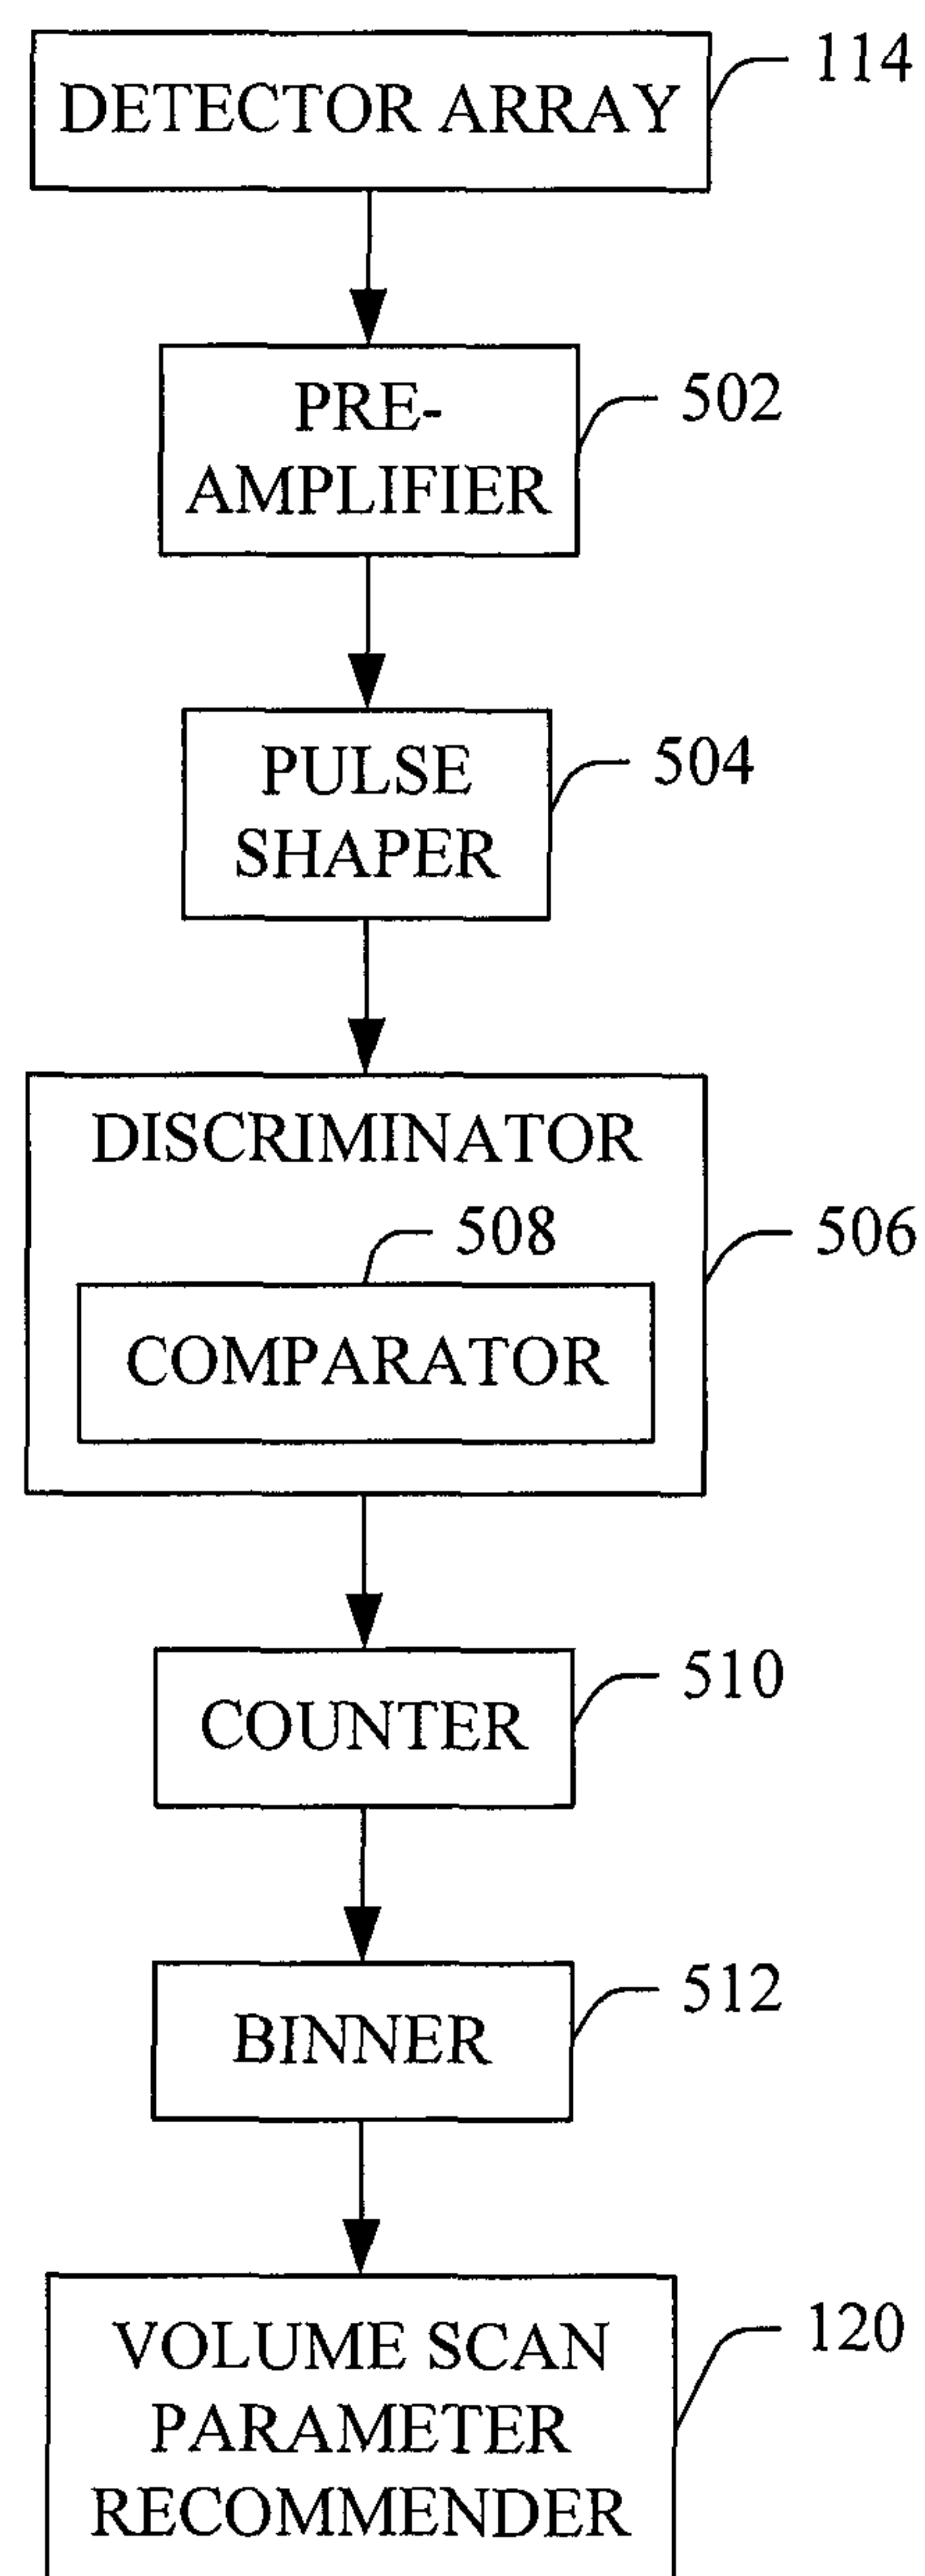 DETECTOR ARRAY
114
PRE-
AMPLIFIER
502
PULSE
SHAPER
504
DISCRIMINATOR
506
508
COMPARATOR
COUNTER
510
BINNER
512
VOLUME SCAN
PARAMETER
RECOMMENDER
120